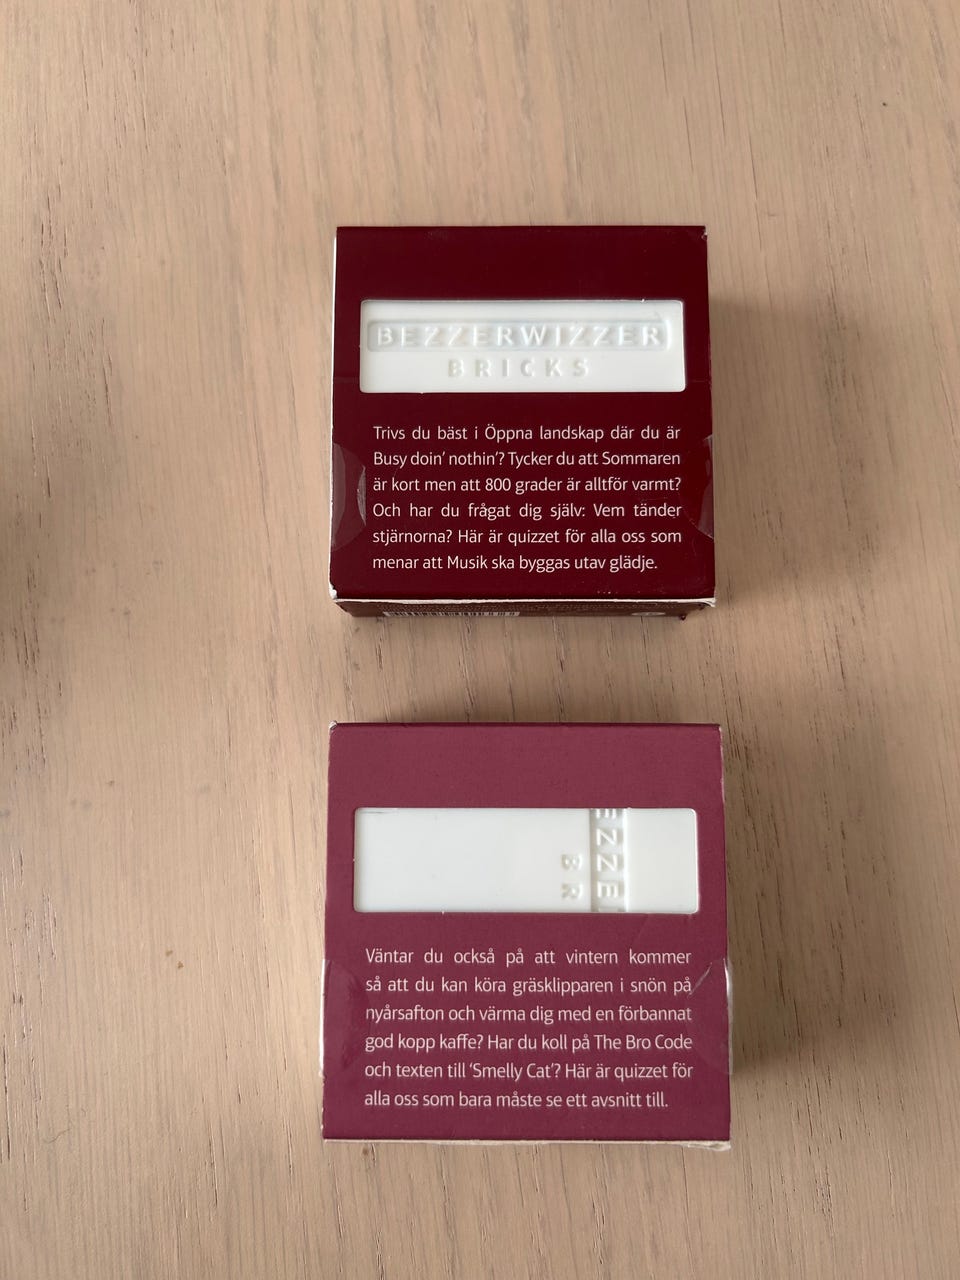 BEZZERWIZZER
BRICKS
Trivs du bäst i Öppna landskap där du är
Busy doin’ nothin’? Tycker du att Sommaren
är kort men att 800 grader är alltför varmt?
Och har du frågat dig själv: Vem tänder
stjärnorna? Här är quizzet för alla oss som
menar att Musik ska byggas utav glädje.
EZZE
BR
Väntar du också på att vintern kommer
så att du kan köra gräsklipparen i snön på
nyårsafton och värma dig med en förbannat
god kopp kaffe? Har du koll på The Bro Code
och texten till ‘Smelly Cat’? Här är quizzet för
alla oss som bara måste se ett avsnitt till.